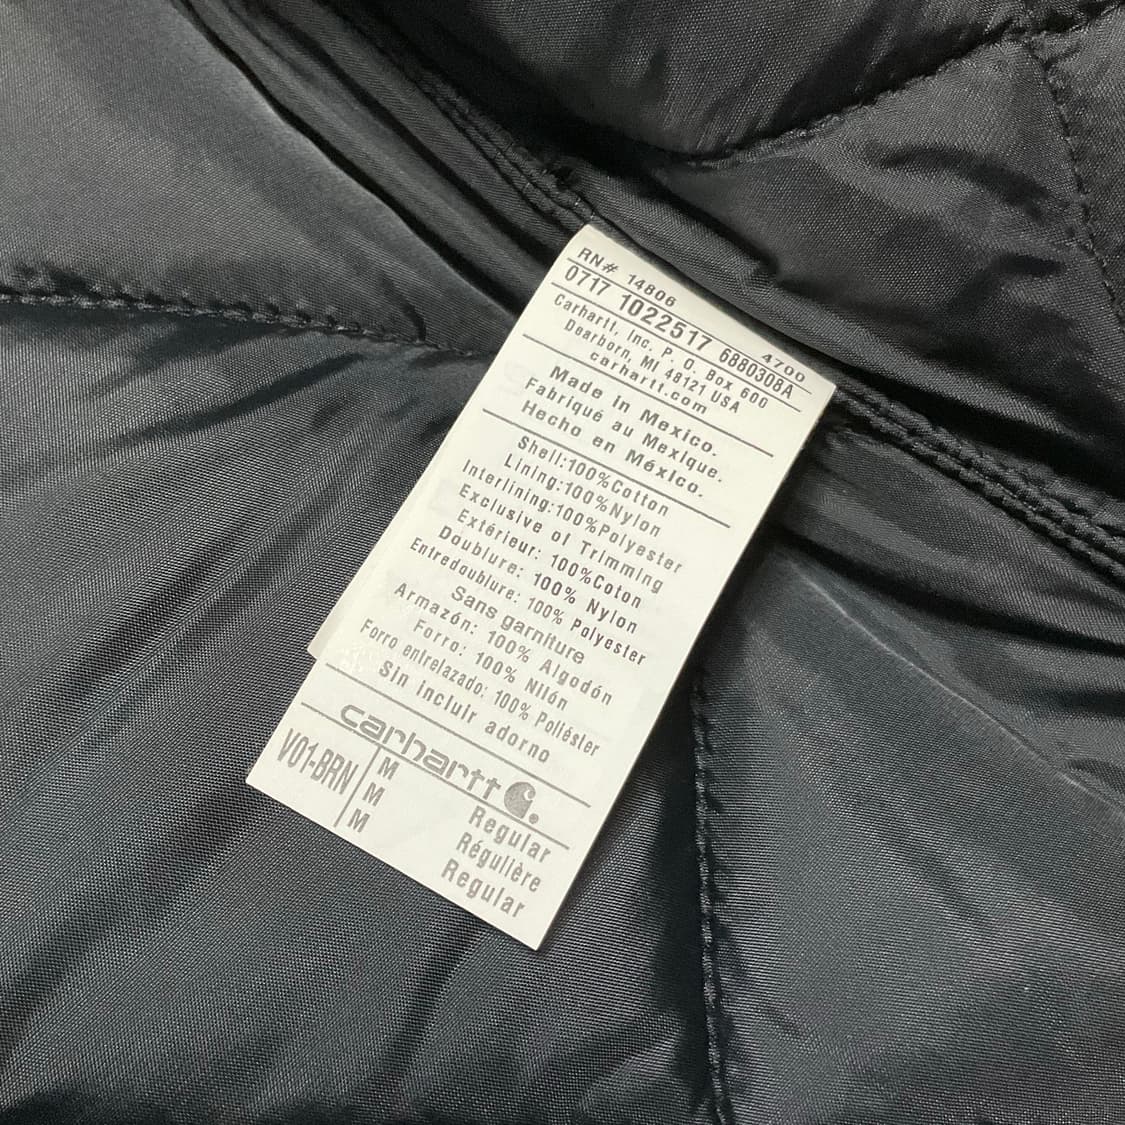 RN# 14806
4700
0717 1022517 6880308A
Carhartt, Inc. P. O. Box 600
Dearborn, MI 48121 USA
carhartt.com
Made In Mexico.
Fabriqué au Mexique.
Hecho en México.
Shell:100%Cotton
Lining:100%Nylon
Interlining:100%Polyester
Exclusive of Trimming
Extérieur: 100%Coton
Doublure: 100% Nylon
Entredoublure: 100% Polyester
Sans garniture
Armazón: 100% Algodón
Forro: 100% Nilón
Forro entrelazado: 100% Poliéster
Sin incluir adorno
carhartt
V01-BRN
M Regular
M Régulière
M Regular